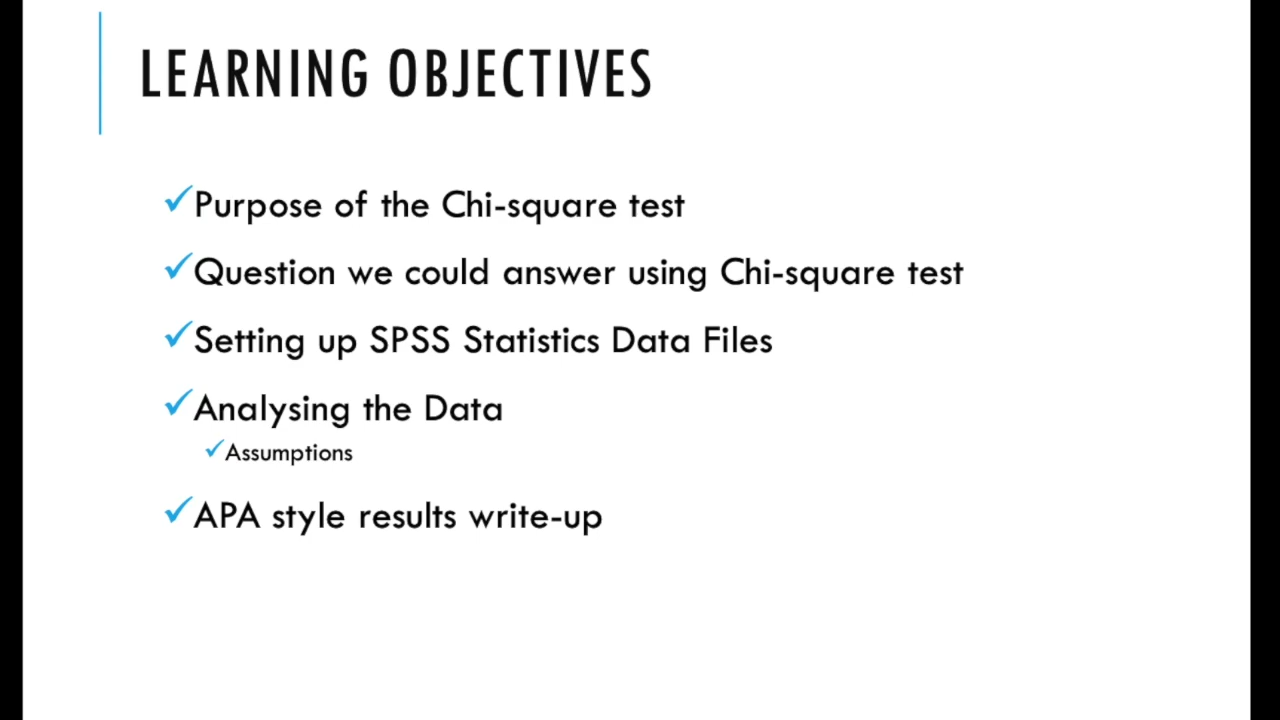 LEARNING OBJECTIVES
Purpose of the Chi-square test
Question we could answer using Chi-square test
Setting up SPSS Statistics Data Files
Analysing the Data
Assumptions
APA style results write-up